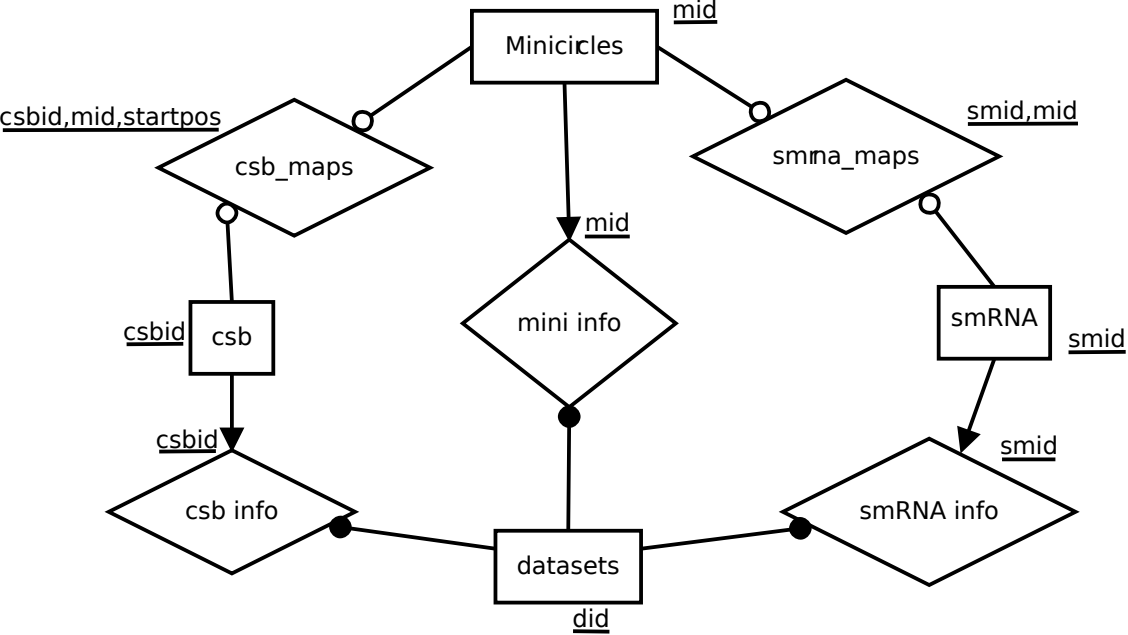 mid
Minicircles
csbid,mid,startpos
smid,mid
csb_maps
smrna_maps
mid
csbid
csb
mini info
smRNA
smid
csbid
smid
csb info
smRNA info
datasets
did